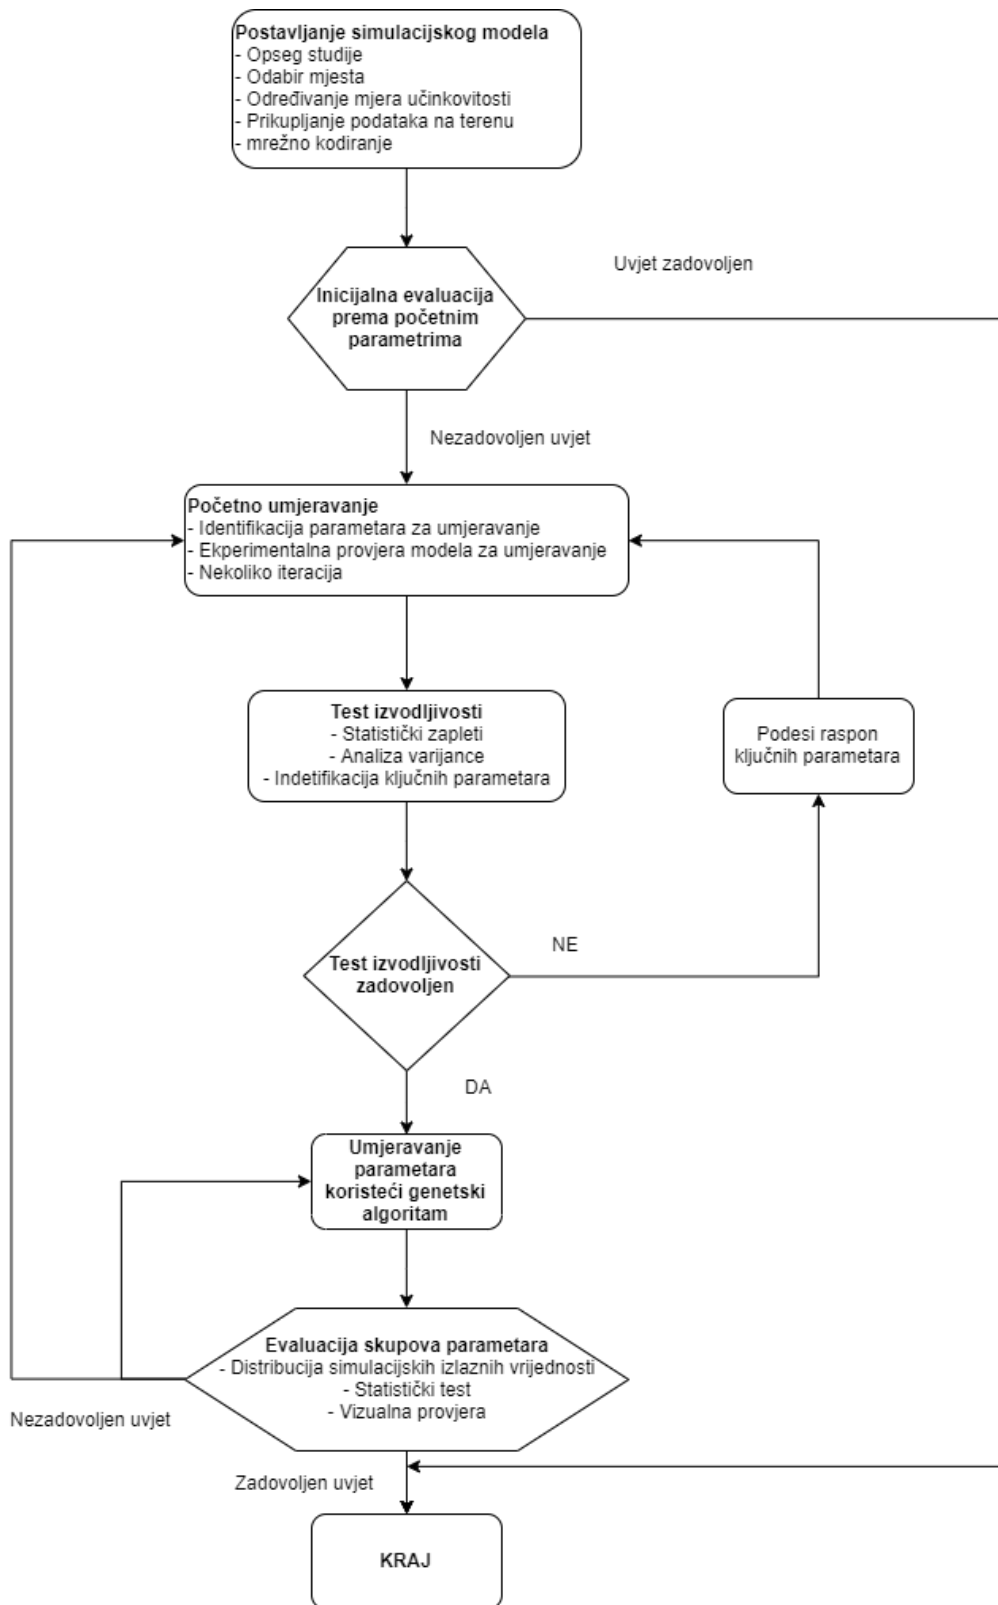 Postavljanje simulacijskog modela
- Opseg studije
- Odabir mjesta
- Određivanje mjera učinkovitosti
- Prikupljanje podataka na terenu
- mrežno kodiranje
Uvjet zadovoljen
Inicijalna evaluacija
prema početnim
parametrima
Nezadovoljen uvjet
Početno umjeravanje
- Identifikacija parametara za umjeravanje
- Ekperimentalna provjera modela za umjeravanje
- Nekoliko iteracija
Test izvodljivosti
- Statistički zapleti
- Analiza varijance
- Indetifikacija ključnih parametara
Podesi raspon
ključnih parametara
NE
Test izvodljivosti
zadovoljen
DA
Umjeravanje
parametara
koristeći genetski
algoritam
Evaluacija skupova parametara
- Distribucija simulacijskih izlaznih vrijednosti
- Statistički test
- Vizualna provjera
Nezadovoljen uvjet
Zadovoljen uvjet
KRAJ